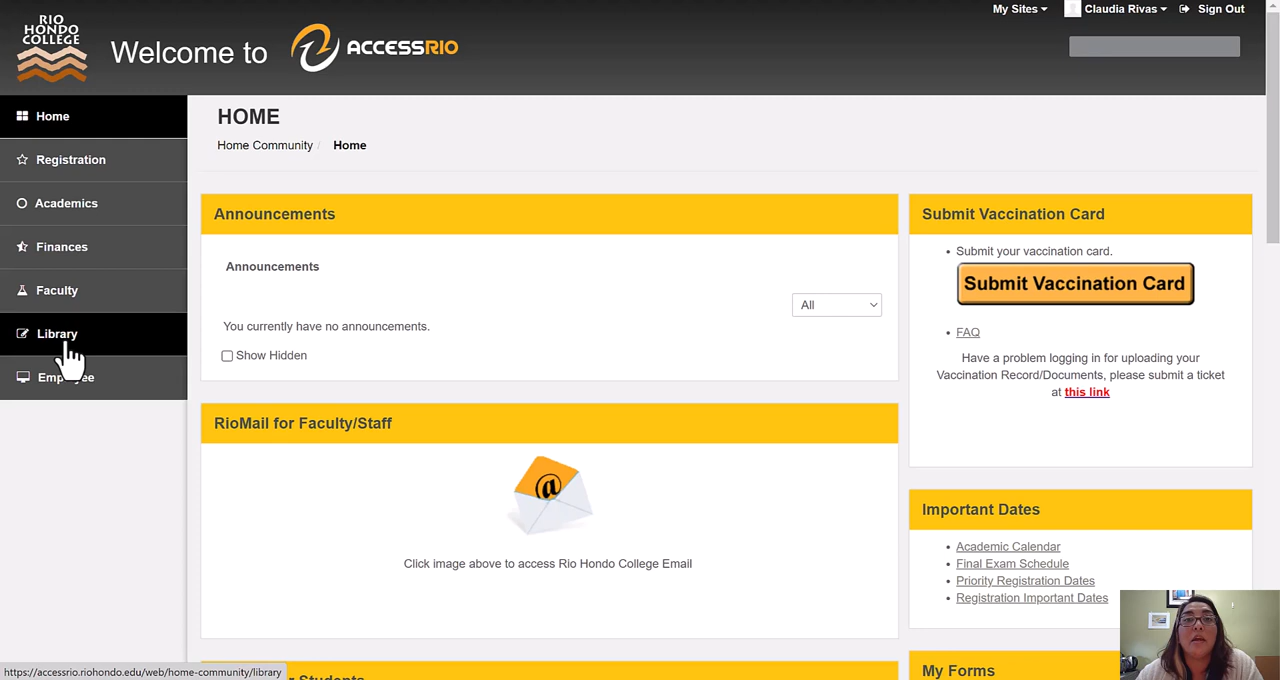 RIO
HONDO
COLLEGE
Welcome to
ACCESSRIO
My Sites
Claudia Rivas
Sign Out
Home
Registration
Academics
Finances
Faculty
Library
Employee
HOME
Home Community / Home
Announcements
Announcements
All
You currently have no announcements.
Show Hidden
RioMail for Faculty/Staff
@
Click image above to access Rio Hondo College Email
Students
Submit Vaccination Card
• Submit your vaccination card.
Submit Vaccination Card
• FAQ
Have a problem logging in for uploading your
Vaccination Record/Documents, please submit a ticket
at this link
Important Dates
• Academic Calendar
• Final Exam Schedule
• Priority Registration Dates
• Registration Important Dates
My Forms
https://accessrio.riohondo.edu/web/home-community/library